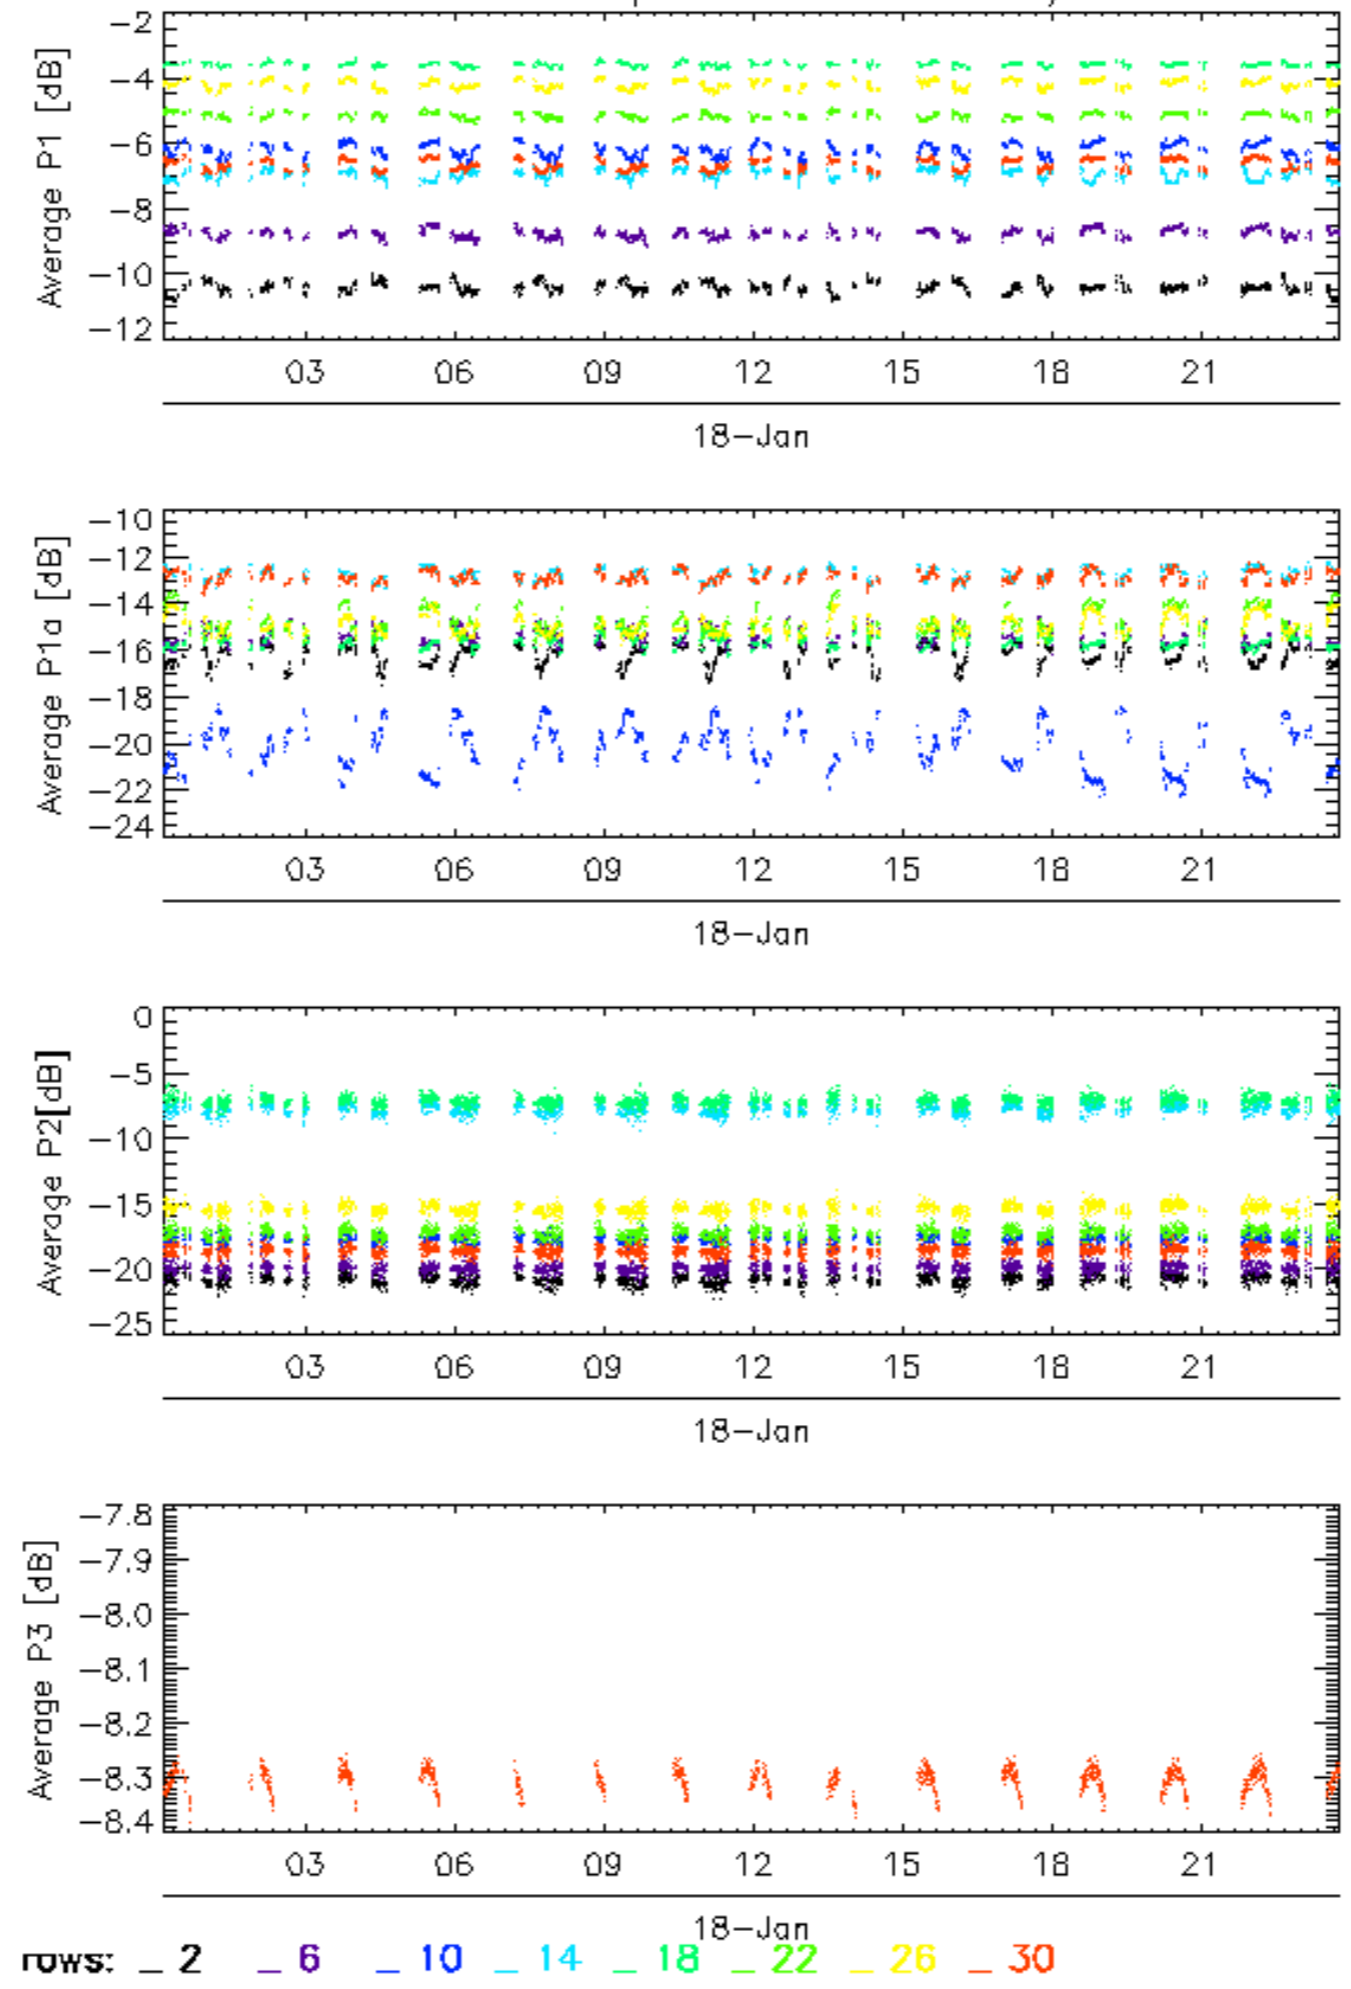 −2
−4
−6
−8
−10
−12
Average P1 [dB]
03 06 09 12 15 18 21
18−Jan
−10
−12
−14
−16
−18
−20
−22
−24
Average P1a [dB]
03 06 09 12 15 18 21
18−Jan
0
−5
−10
−15
−20
−25
Average P2[dB]
03 06 09 12 15 18 21
18−Jan
−7.8
−7.9
−8.0
−8.1
−8.2
−8.3
−8.4
Average P3 [dB]
03 06 09 12 15 18 21
18−Jan
rows: _ 2 _ 6 _ 10 _ 14 _ 18 _ 22 _ 26 _ 30